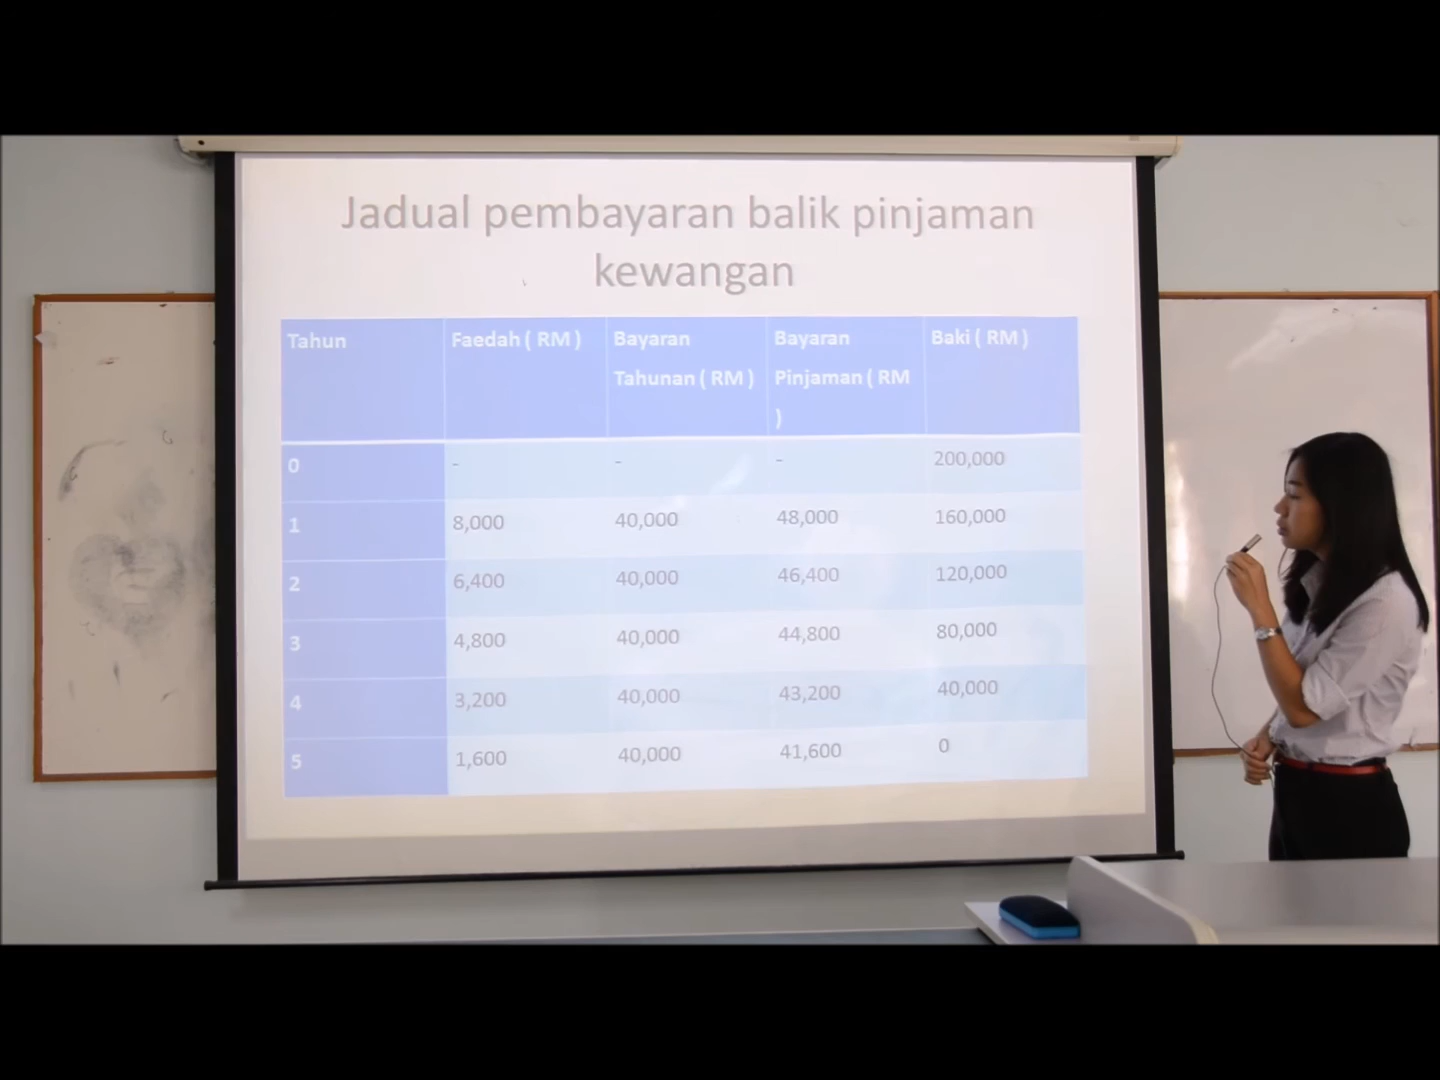 Jadual pembayaran balik pinjaman
kewangan
Tahun Faedah ( RM ) Bayaran Tahunan ( RM ) Bayaran Pinjaman ( RM ) Baki ( RM )
0 - - - 200,000
1 8,000 40,000 48,000 160,000
2 6,400 40,000 46,400 120,000
3 4,800 40,000 44,800 80,000
4 3,200 40,000 43,200 40,000
5 1,600 40,000 41,600 0